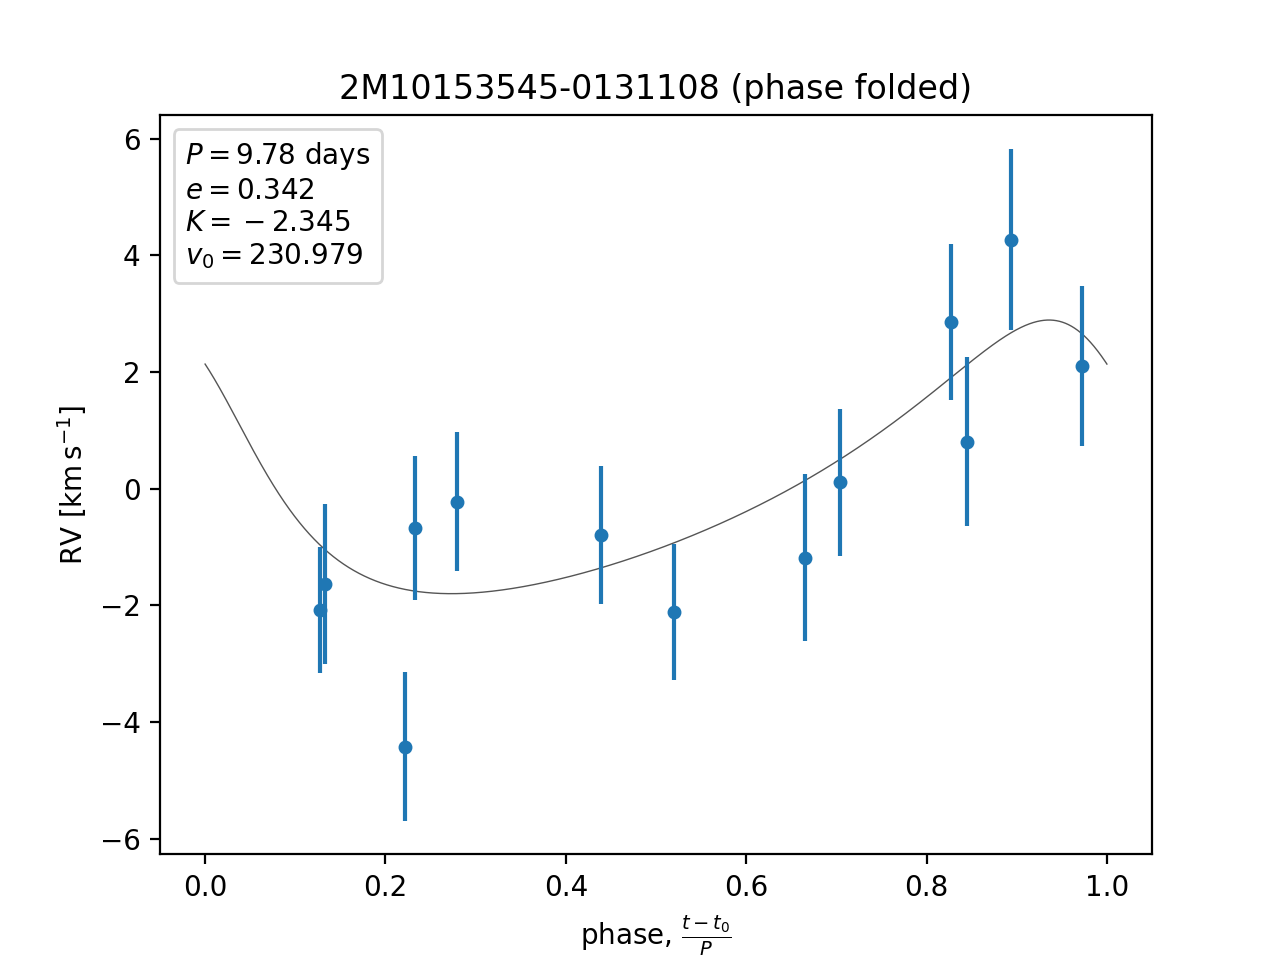 2M10153545-0131108 (phase folded)
P = 9.78 days
e = 0.342
K = −2.345
v₀ = 230.979
6
4
2
0
−2
−4
−6
RV [km s⁻¹]
0.0 0.2 0.4 0.6 0.8 1.0
phase, (t − t₀)/P